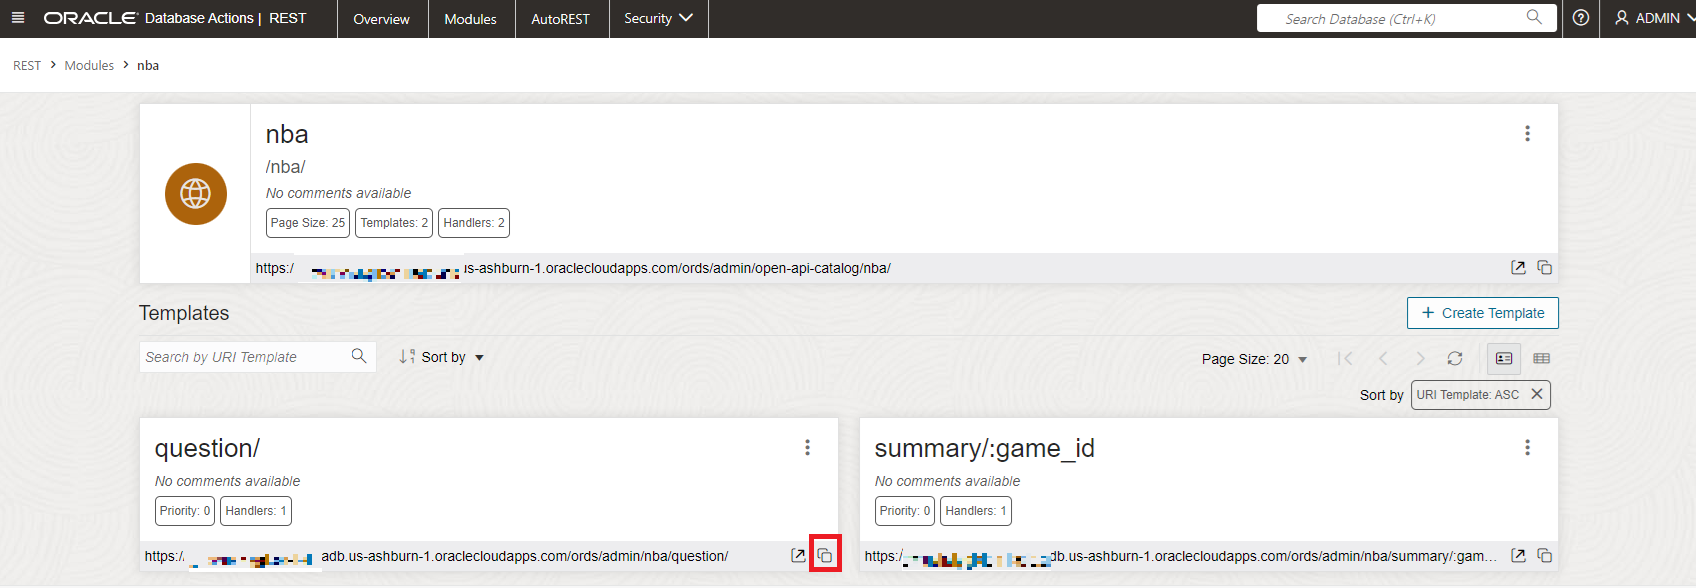 ORACLE Database Actions | REST Overview Modules AutoREST Security Search Database (Ctrl+K) ADMIN
REST > Modules > nba
nba
/nba/
No comments available
Page Size: 25 Templates: 2 Handlers: 2
https:/ us-ashburn-1.oraclecloudapps.com/ords/admin/open-api-catalog/nba/
Templates
+ Create Template
Search by URI Template Sort by Page Size: 20
Sort by URI Template: ASC
question/
No comments available
Priority: 0 Handlers: 1
https:/ adb.us-ashburn-1.oraclecloudapps.com/ords/admin/nba/question/
summary/:game_id
No comments available
Priority: 0 Handlers: 1
https:/ db.us-ashburn-1.oraclecloudapps.com/ords/admin/nba/summary/:gam...